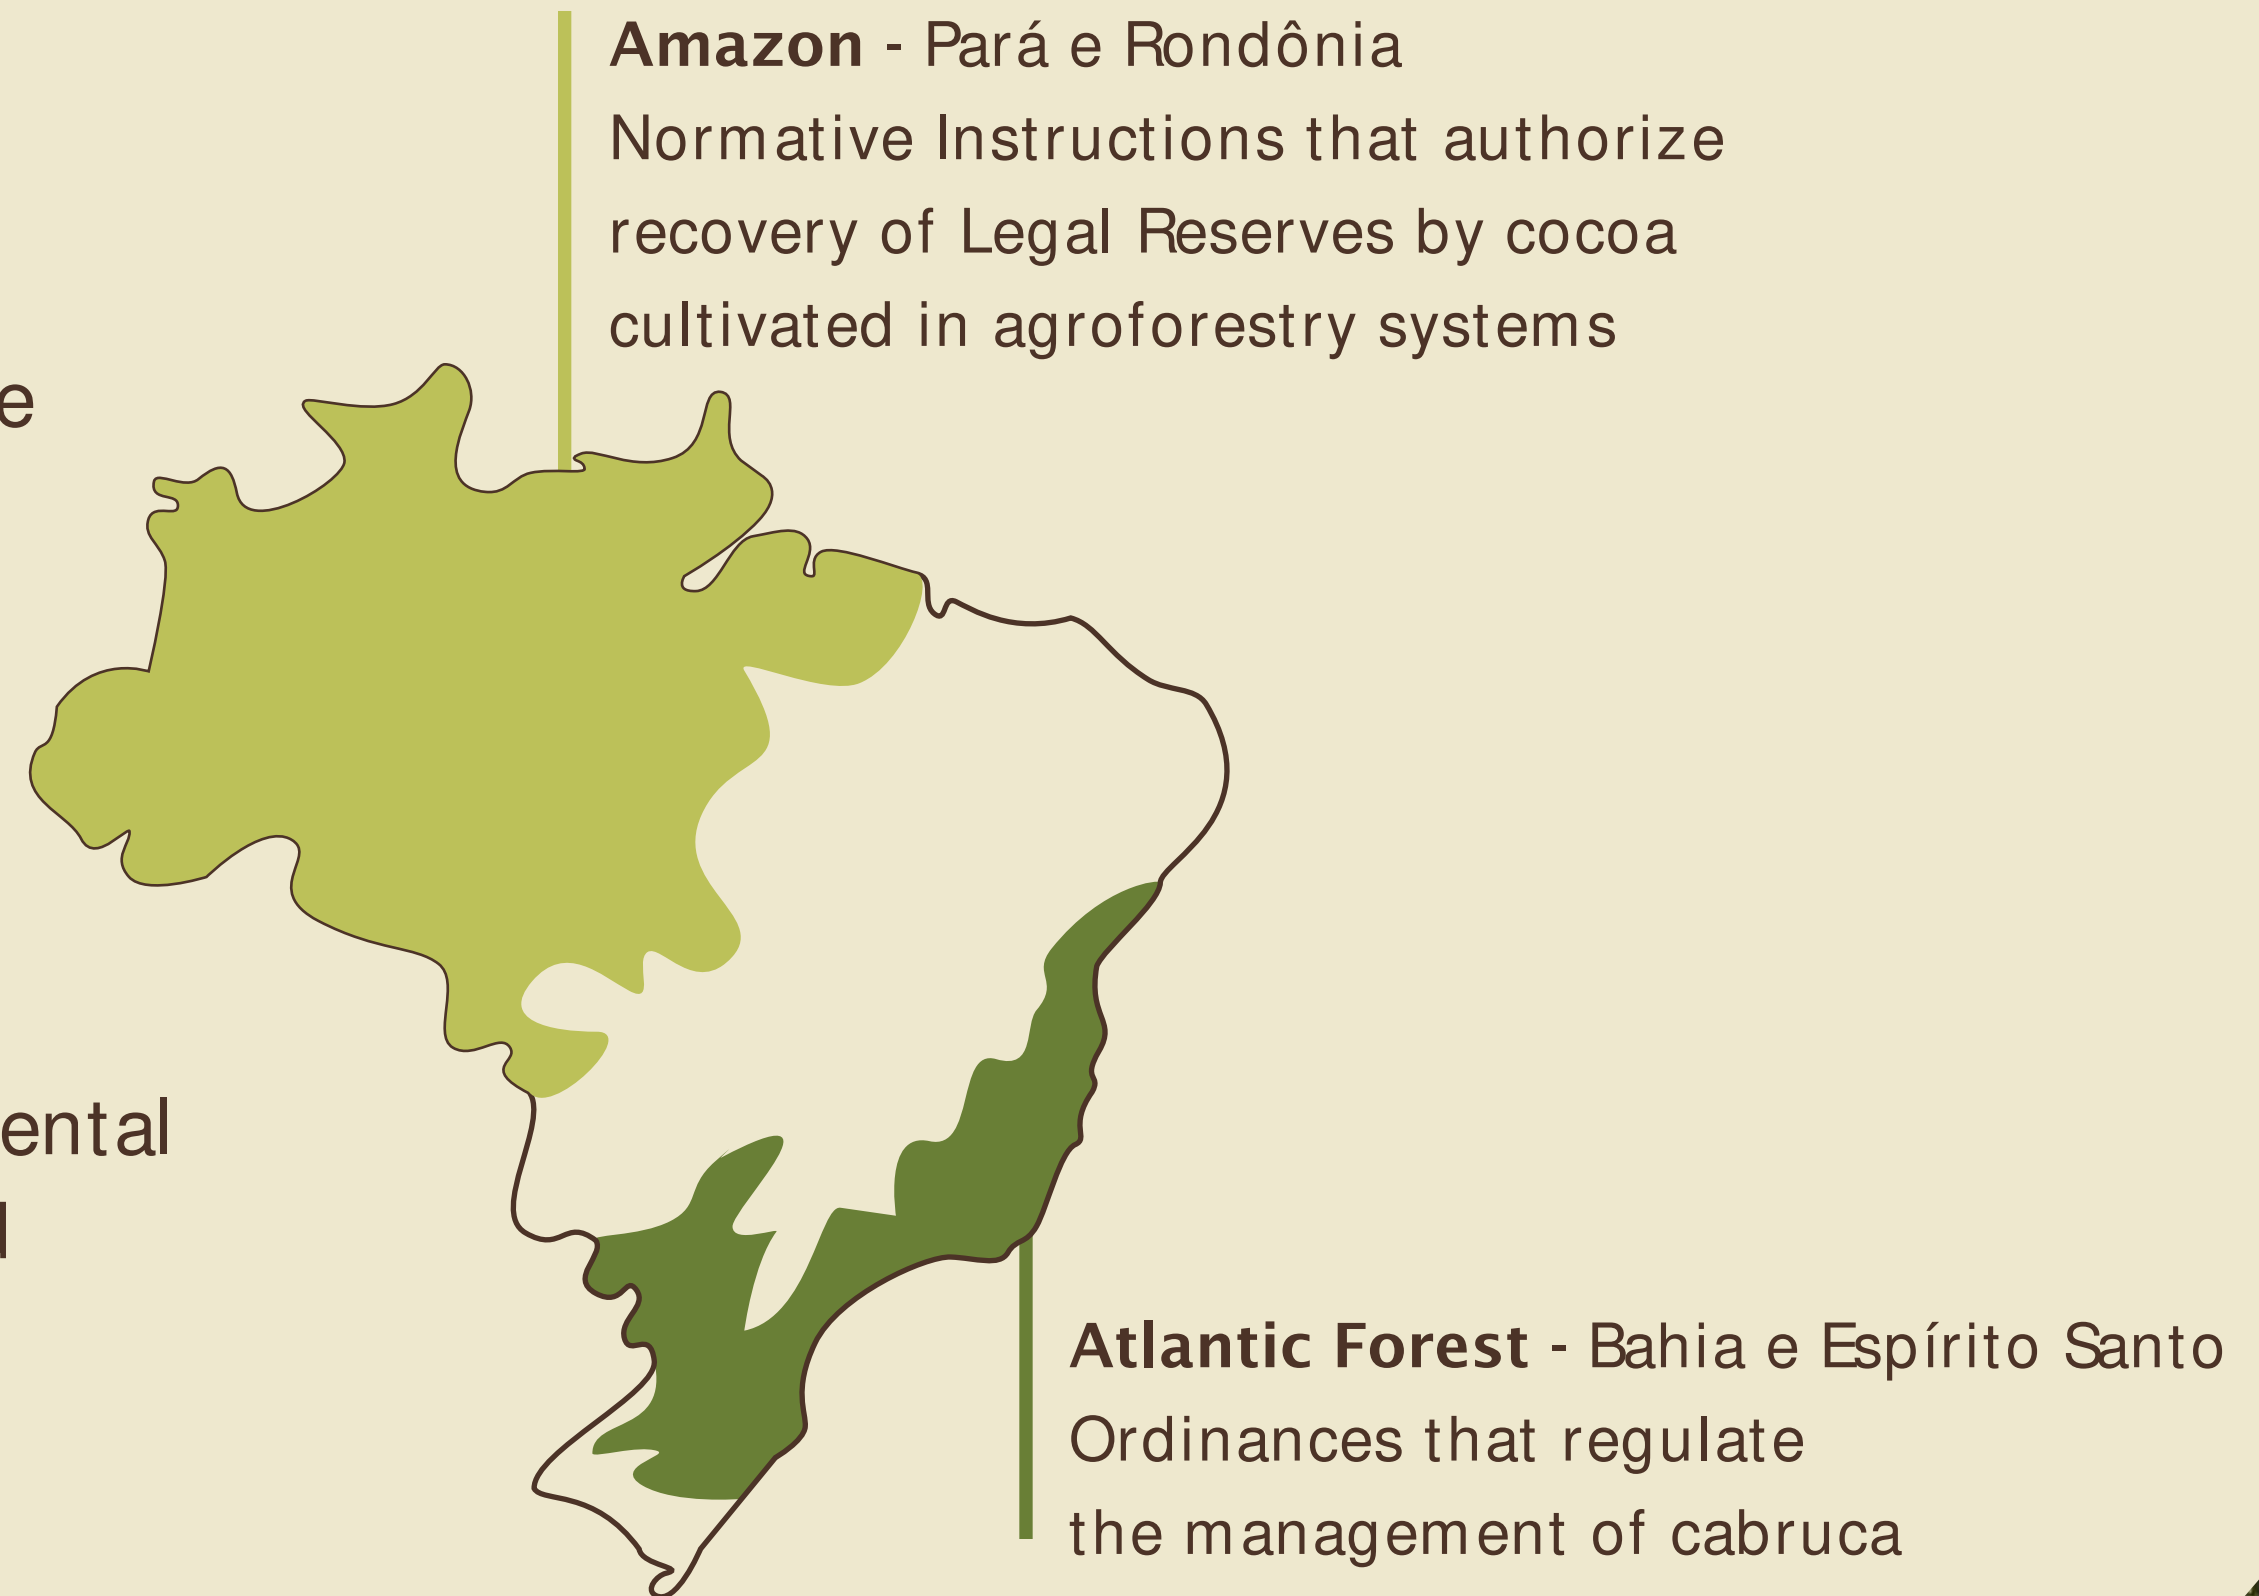 Amazon - Pará e Rondônia
Normative Instructions that authorize
recovery of Legal Reserves by cocoa
cultivated in agroforestry systems
e
ental
Atlantic Forest - Bahia e Espírito Santo
Ordinances that regulate
the management of cabruca